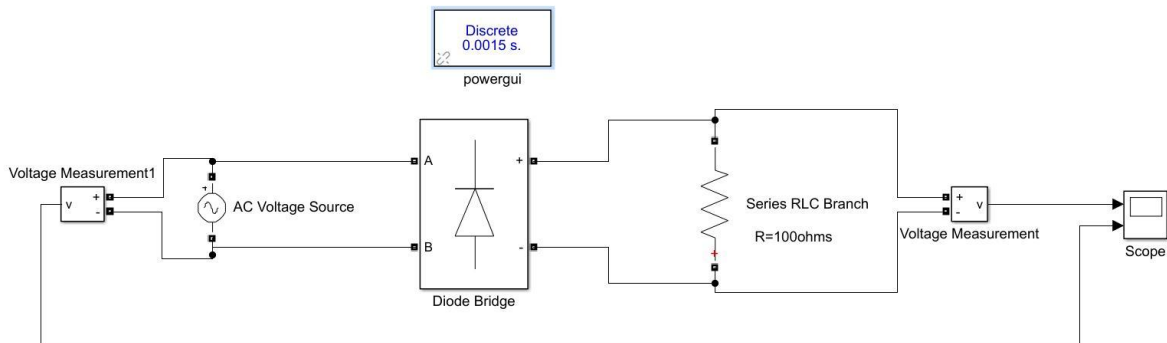 Discrete
0.0015 s.
powergui
Voltage Measurement1
+
-
v
+
AC Voltage Source
A
B
+
-
Diode Bridge
Series RLC Branch
R=100ohms
+
+
-
v
Voltage Measurement
Scope